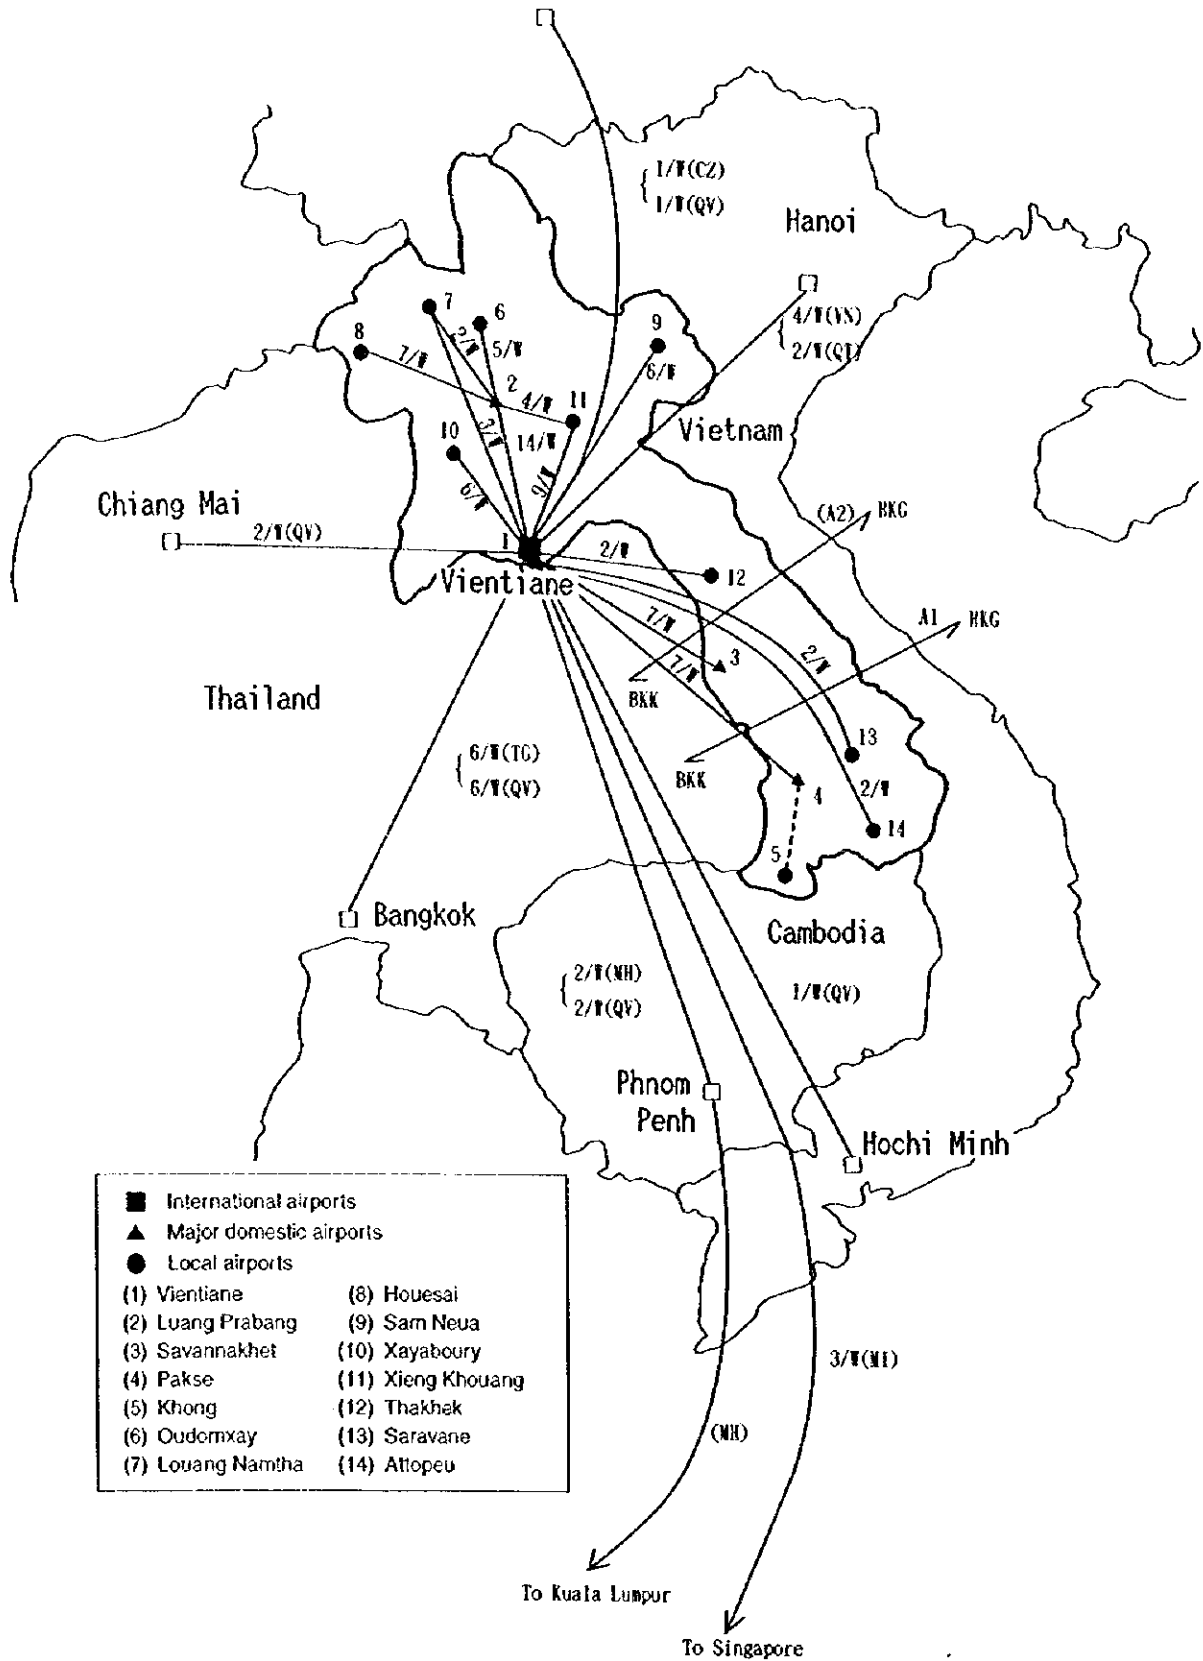 1/W(CZ)
1/W(QV)
Hanoi
4/W(VN)
7
6
9
8
2/W
5/W
7/W
2
4/W
11
6/W
10
3/W
14/W
9/W
Vietnam
6/W
Chiang Mai
2/W(QV)
(A2)
HKG
1
2/W
12
Vientiane
A1
HKG
7/W
3
7/W
2/W
BKK
Thailand
13
6/W(TG)
6/W(QV)
BKK
4
2/W
14
5
Bangkok
Cambodia
2/W(MH)
2/W(QV)
1/W(QV)
Phnom
Penh
Hochi Minh
International airports
Major domestic airports
Local airports
(1) Vientiane
(2) Luang Prabang
(3) Savannakhet
(4) Pakse
(5) Khong
(6) Oudomxay
(7) Louang Namtha
(8) Houesai
(9) Sam Neua
(10) Xayaboury
(11) Xieng Khouang
(12) Thakhek
(13) Saravane
(14) Attopeu
3/W(MI)
(MH)
To Kuala Lumpur
To Singapore